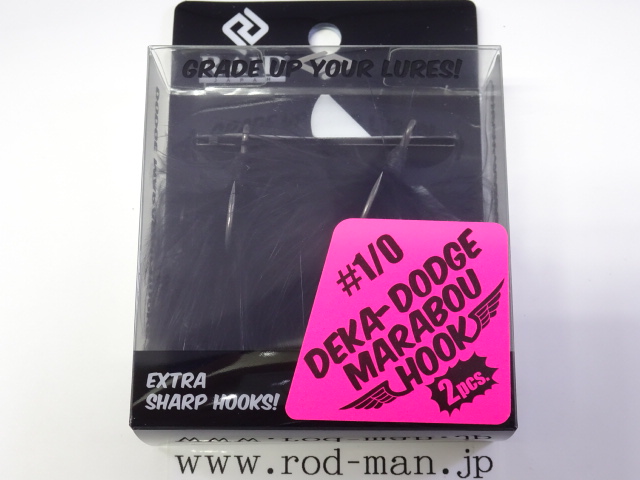 GRADE UP YOUR LURES!
#1/0
DEKA-DODGE
MARABOU
HOOK
2pcs.
EXTRA
SHARP HOOKS!
www.rod-man.jp